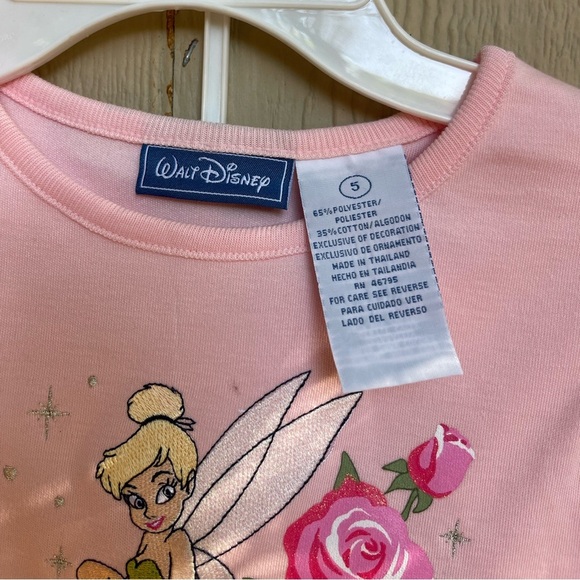 WALT DISNEY
5
65% POLYESTER/
POLIESTER
35% COTTON/ALGODON
EXCLUSIVE OF DECORATION
EXCLUSIVO DE ORNAMENTO
MADE IN THAILAND
HECHO EN TAILANDIA
RN 46795
FOR CARE SEE REVERSE
PARA CUIDADO VER
LADO DEL REVERSO